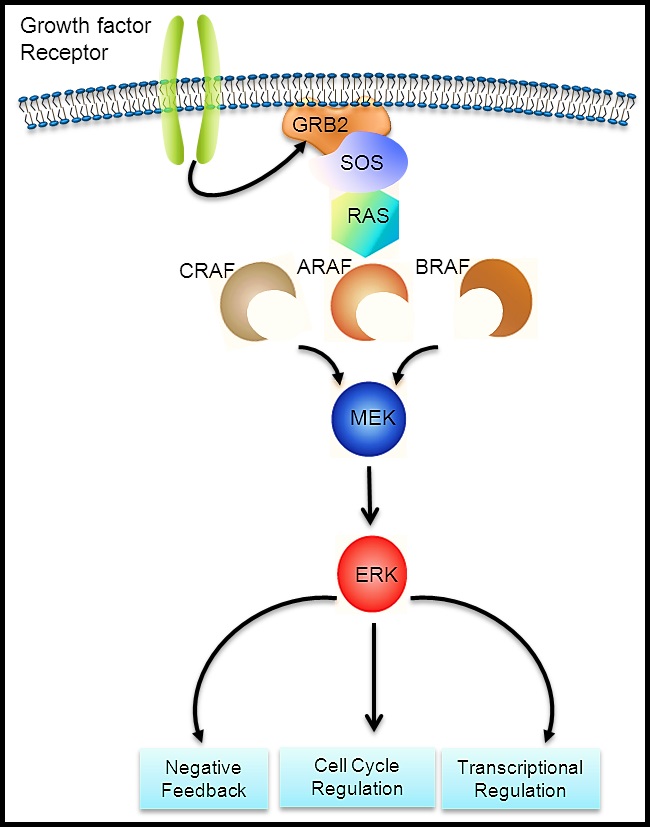 Growth factor
Receptor
GRB2
SOS
RAS
CRAF
ARAF
BRAF
MEK
ERK
Negative
Feedback
Cell Cycle
Regulation
Transcriptional
Regulation